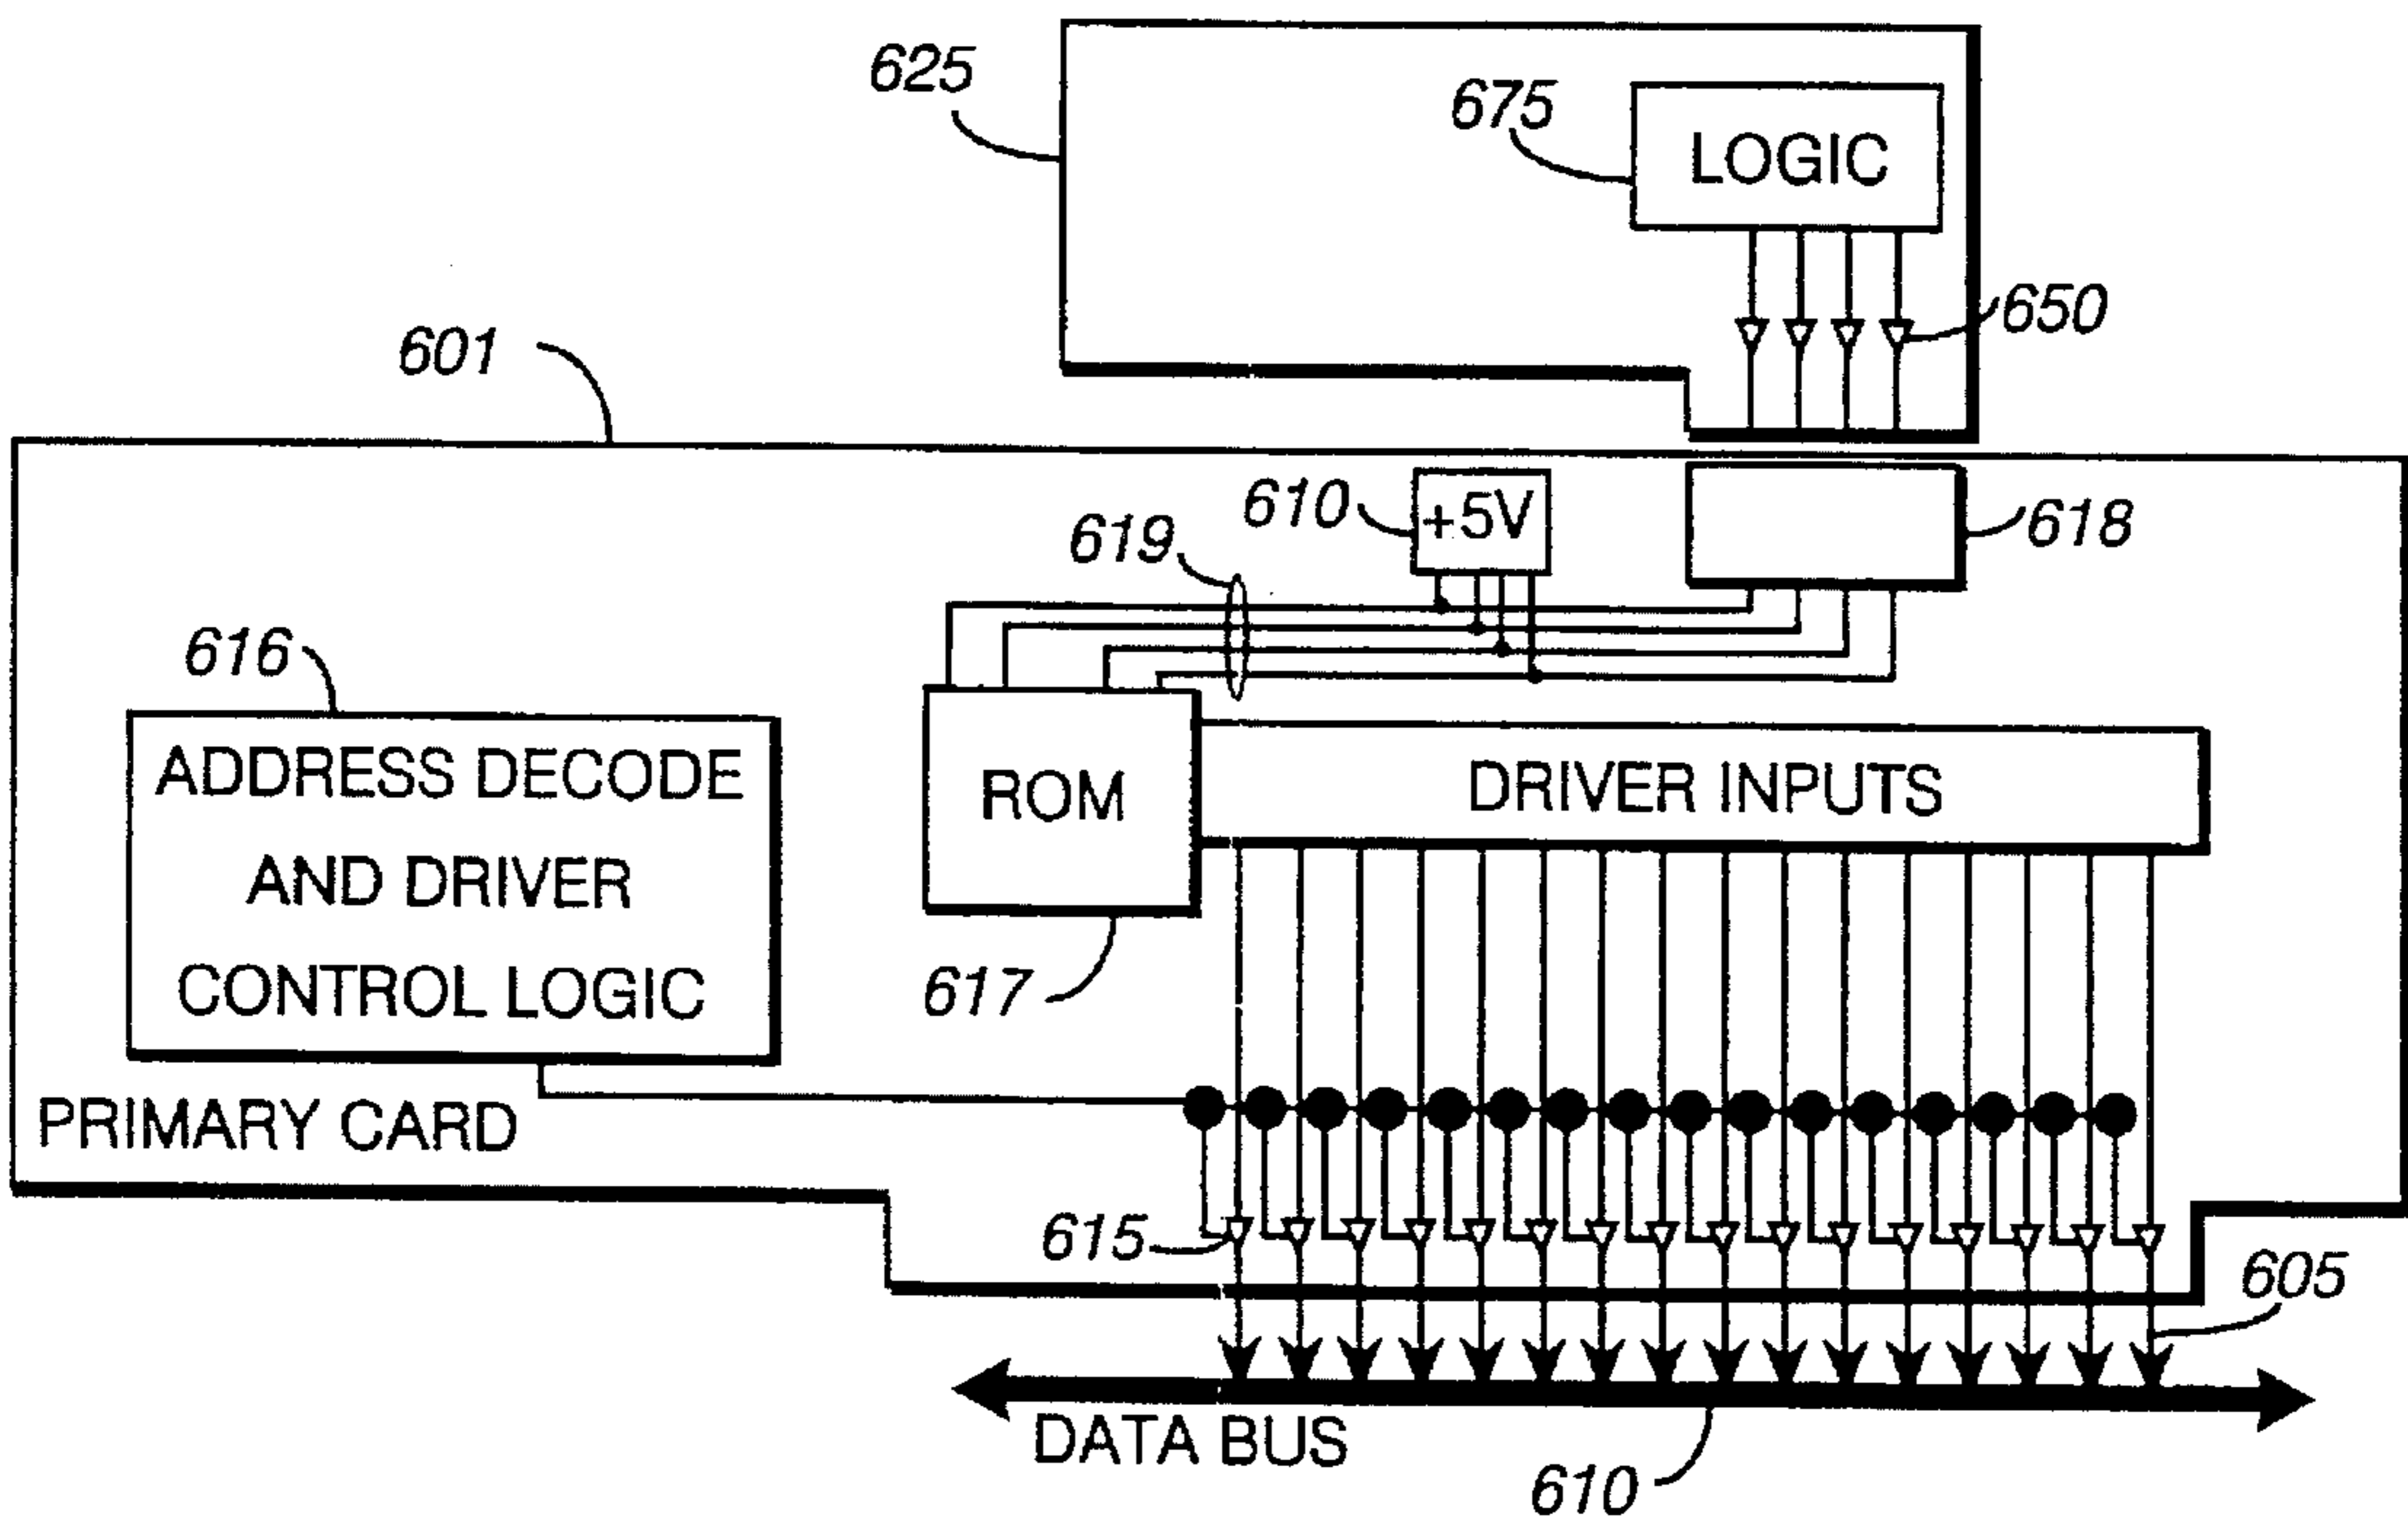 625
675
LOGIC
650
601
610
+5V
618
619
616
ADDRESS DECODE
AND DRIVER
CONTROL LOGIC
ROM
DRIVER INPUTS
617
PRIMARY CARD
615
605
DATA BUS
610